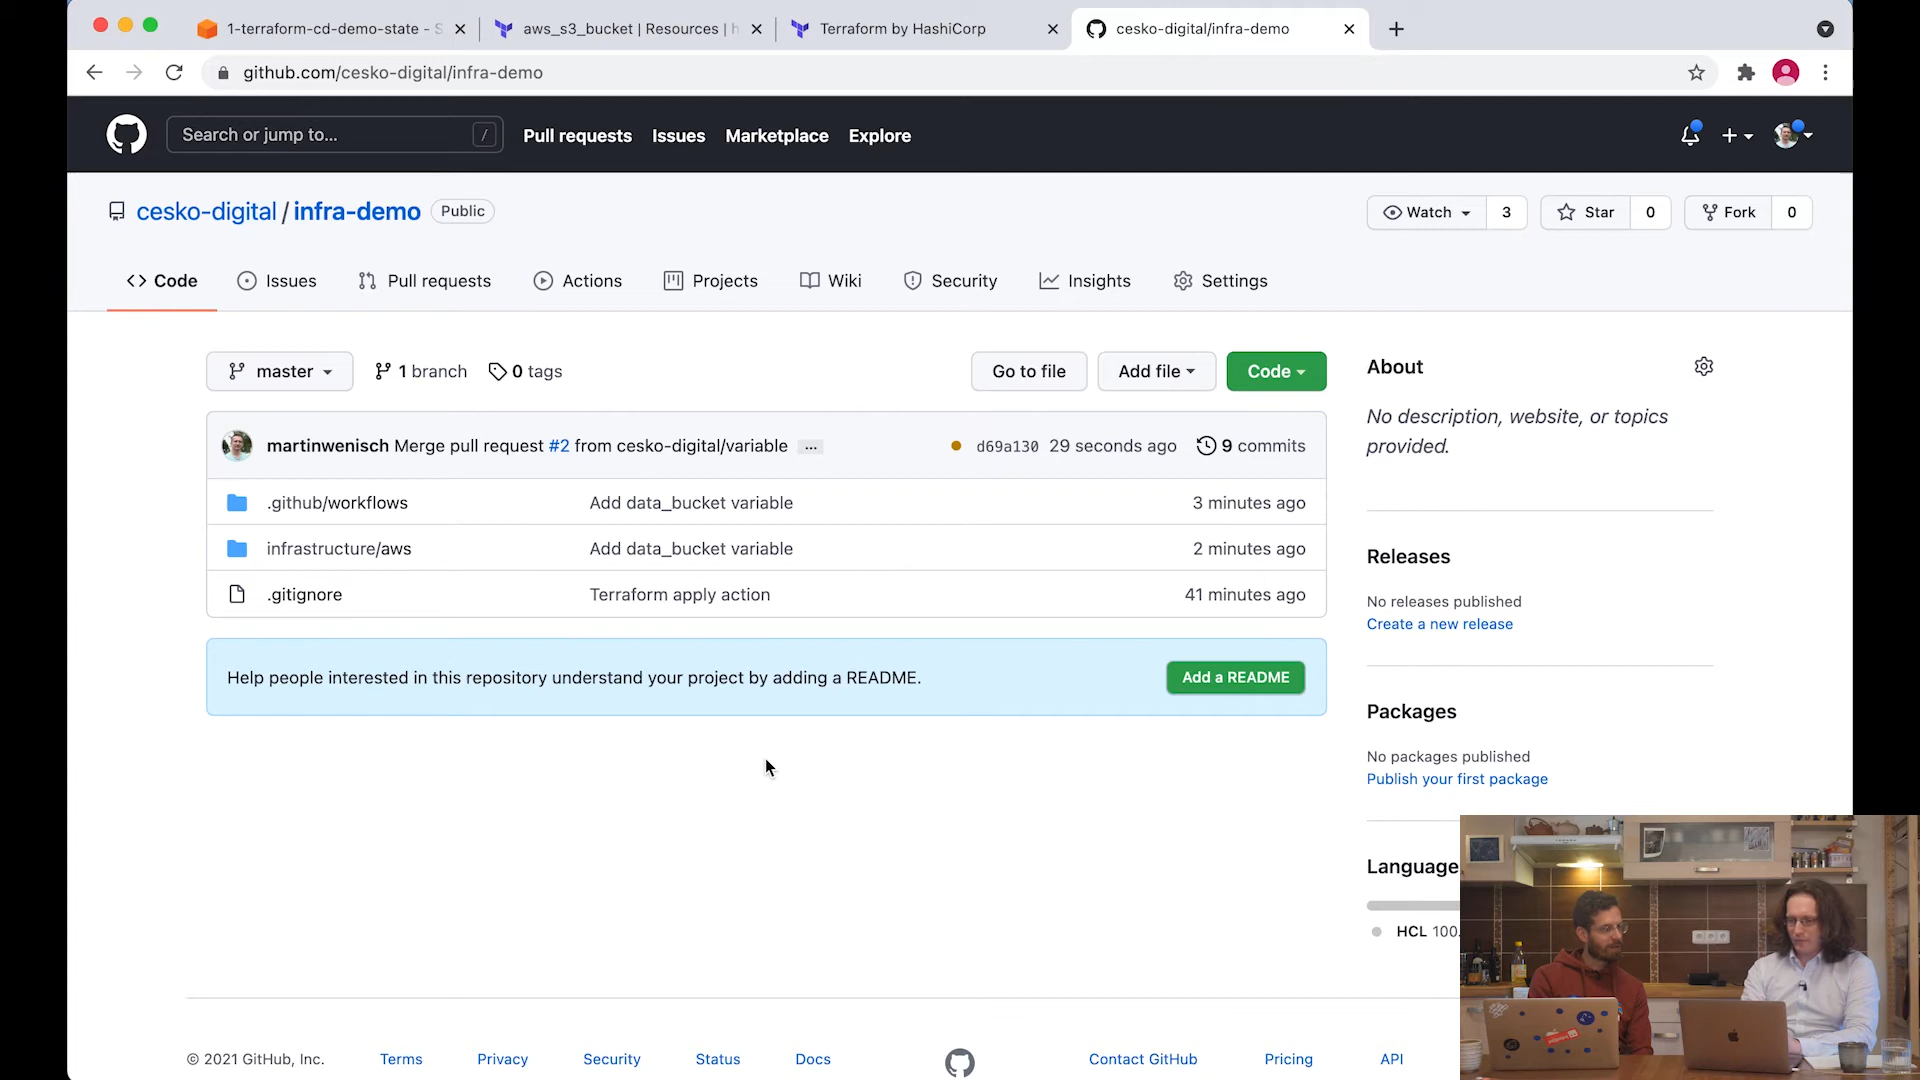 1-terraform-cd-demo-state - S
aws_s3_bucket | Resources | h
Terraform by HashiCorp
cesko-digital/infra-demo
github.com/cesko-digital/infra-demo
Search or jump to...
/
Pull requests
Issues
Marketplace
Explore
cesko-digital / infra-demo
Public
Watch
3
Star
0
Fork
0
Code
Issues
Pull requests
Actions
Projects
Wiki
Security
Insights
Settings
master
1 branch
0 tags
Go to file
Add file
Code
martinwenisch Merge pull request #2 from cesko-digital/variable
...
d69a130 29 seconds ago
9 commits
.github/workflows
Add data_bucket variable
3 minutes ago
infrastructure/aws
Add data_bucket variable
2 minutes ago
.gitignore
Terraform apply action
41 minutes ago
Help people interested in this repository understand your project by adding a README.
Add a README
About
No description, website, or topics
provided.
Releases
No releases published
Create a new release
Packages
No packages published
Publish your first package
Language
HCL 100.
© 2021 GitHub, Inc.
Terms
Privacy
Security
Status
Docs
Contact GitHub
Pricing
API